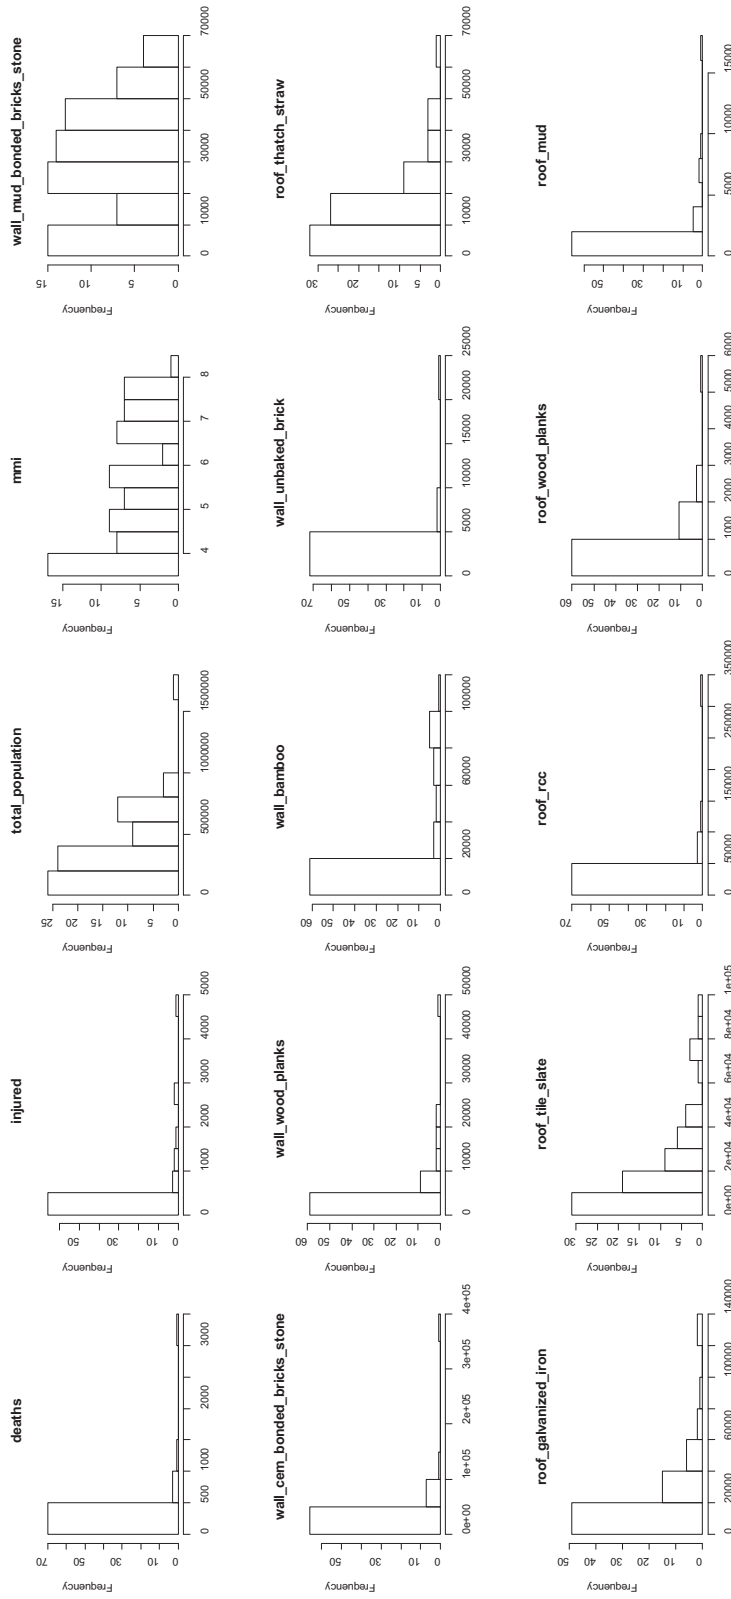 deaths
Frequency
0 10 30 50 70
0 500 1000 2000 3000
injured
Frequency
0 10 30 50
0 1000 2000 3000 4000 5000
total_population
Frequency
0 5 10 15 20 25
0 500000 1000000 1500000
mmi
Frequency
0 5 10 15
4 5 6 7 8
wall_mud_bonded_bricks_stone
Frequency
0 5 10 15
0 10000 30000 50000 70000
wall_cem_bonded_bricks_stone
Frequency
0 10 30 50
0e+00 1e+05 2e+05 3e+05 4e+05
wall_wood_planks
Frequency
0 10 20 30 40 50 60
0 10000 20000 30000 40000 50000
wall_bamboo
Frequency
0 10 20 30 40 50 60
0 20000 60000 100000
wall_unbaked_brick
Frequency
0 10 30 50 70
0 5000 10000 15000 20000 25000
roof_thatch_straw
Frequency
0 5 10 20 30
0 10000 30000 50000 70000
roof_galvanized_iron
Frequency
0 10 20 30 40 50
0 20000 60000 100000 140000
roof_tile_slate
Frequency
0 5 10 15 20 25 30
0e+00 2e+04 4e+04 6e+04 8e+04 1e+05
roof_rcc
Frequency
0 10 30 50 70
0 50000 150000 250000 350000
roof_wood_planks
Frequency
0 10 20 30 40 50 60
0 1000 2000 3000 4000 5000 6000
roof_mud
Frequency
0 10 30 50
0 5000 10000 15000